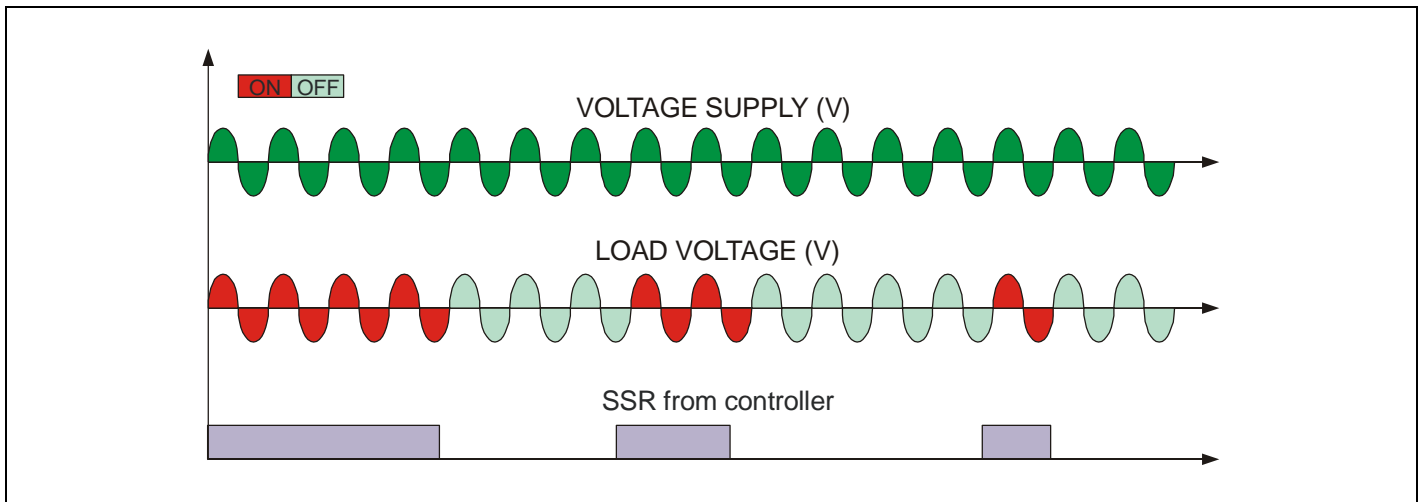 ON OFF
VOLTAGE SUPPLY (V)
LOAD VOLTAGE (V)
SSR from controller